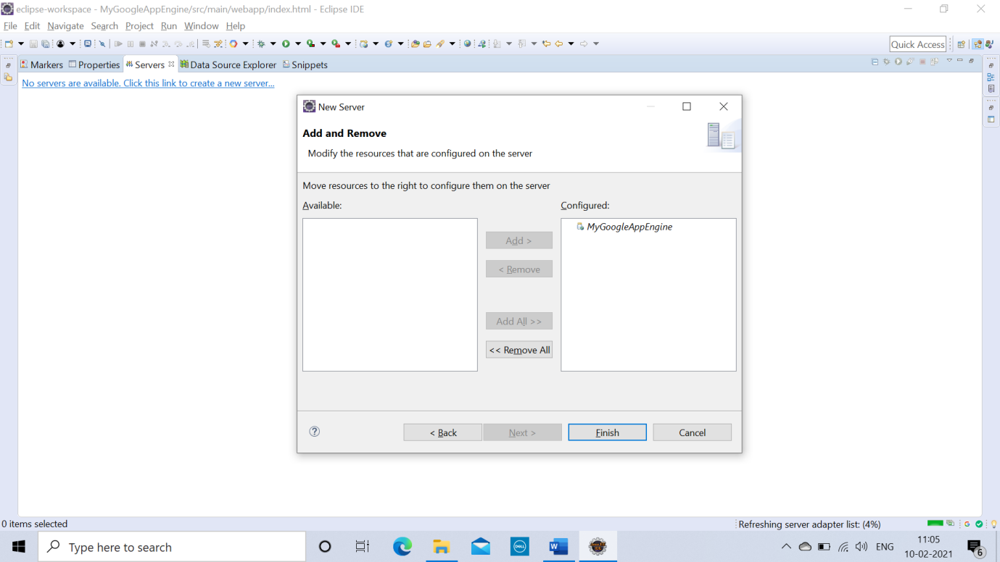 eclipse-workspace - MyGoogleAppEngine/src/main/webapp/index.html - Eclipse IDE
File Edit Navigate Search Project Run Window Help
Quick Access
Markers Properties Servers Data Source Explorer Snippets
No servers are available. Click this link to create a new server...
New Server
Add and Remove
Modify the resources that are configured on the server
Move resources to the right to configure them on the server
Available:
Configured:
MyGoogleAppEngine
Add >
< Remove
Add All >>
<< Remove All
< Back
Next >
Finish
Cancel
0 items selected
Refreshing server adapter list: (4%)
Type here to search
DELL
ENG
11:05
10-02-2021
6